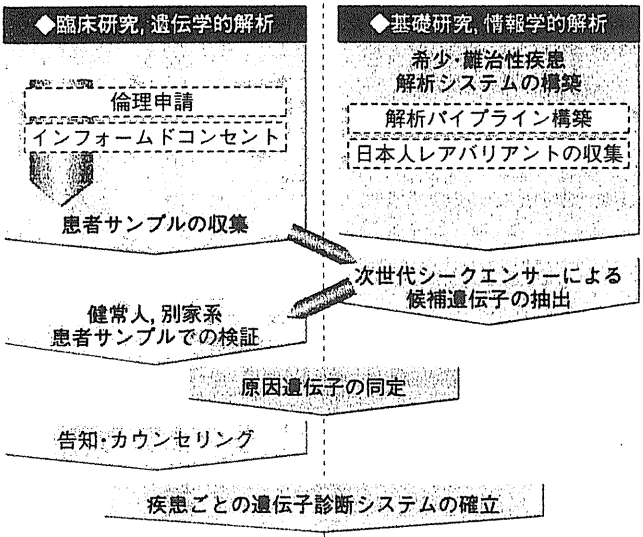 ◆臨床研究, 遺伝学的解析
倫理申請
インフォームドコンセント
患者サンプルの収集
健常人, 別家系
患者サンプルでの検証
告知・カウンセリング
◆基礎研究, 情報学的解析
希少・難治性疾患
解析システムの構築
解析パイプライン構築
日本人レアバリアントの収集
次世代シークエンサーによる
候補遺伝子の抽出
原因遺伝子の同定
疾患ごとの遺伝子診断システムの確立